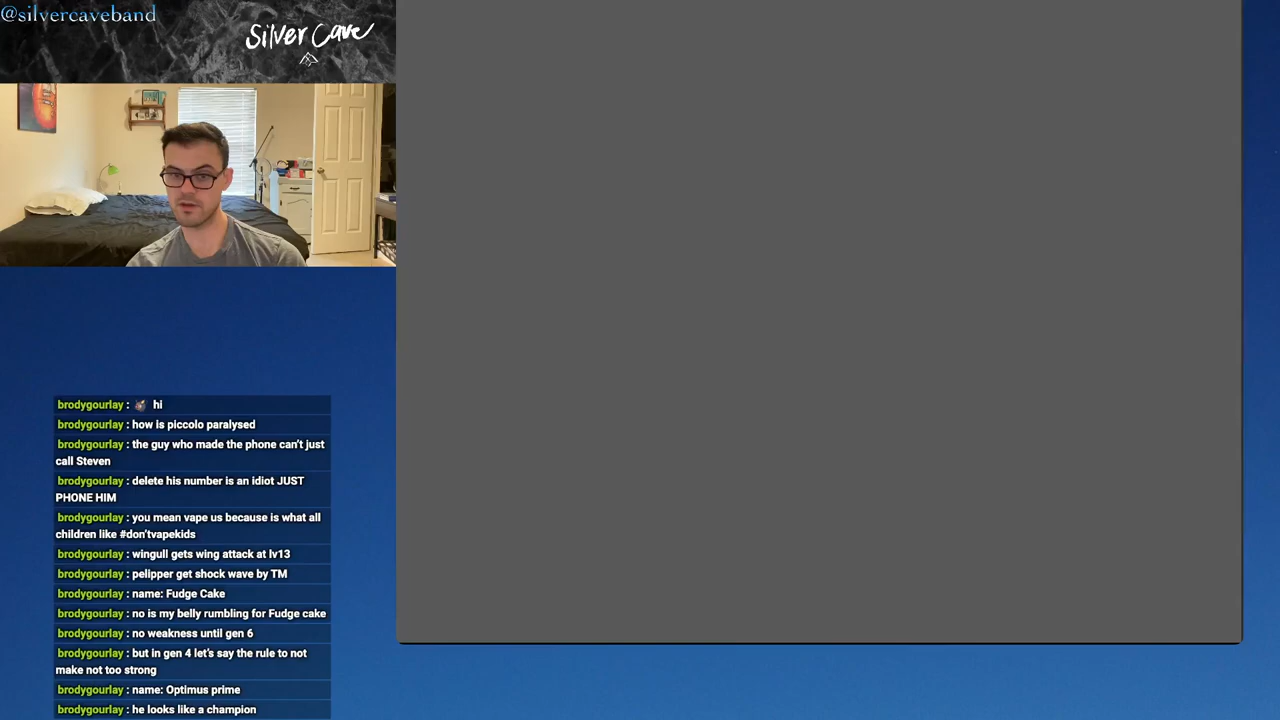 @silvercaveband
Silver Cave
brodygourlay : hi
brodygourlay : how is piccolo paralysed
brodygourlay : the guy who made the phone can't just
call Steven
brodygourlay : delete his number is an idiot JUST
PHONE HIM
brodygourlay : you mean vape us because is what all
children like #don'tvapekids
brodygourlay : wingull gets wing attack at lv13
brodygourlay : pelipper get shock wave by TM
brodygourlay : name: Fudge Cake
brodygourlay : no is my belly rumbling for Fudge cake
brodygourlay : no weakness until gen 6
brodygourlay : but in gen 4 let's say the rule to not
make not too strong
brodygourlay : name: Optimus prime
brodygourlay : he looks like a champion